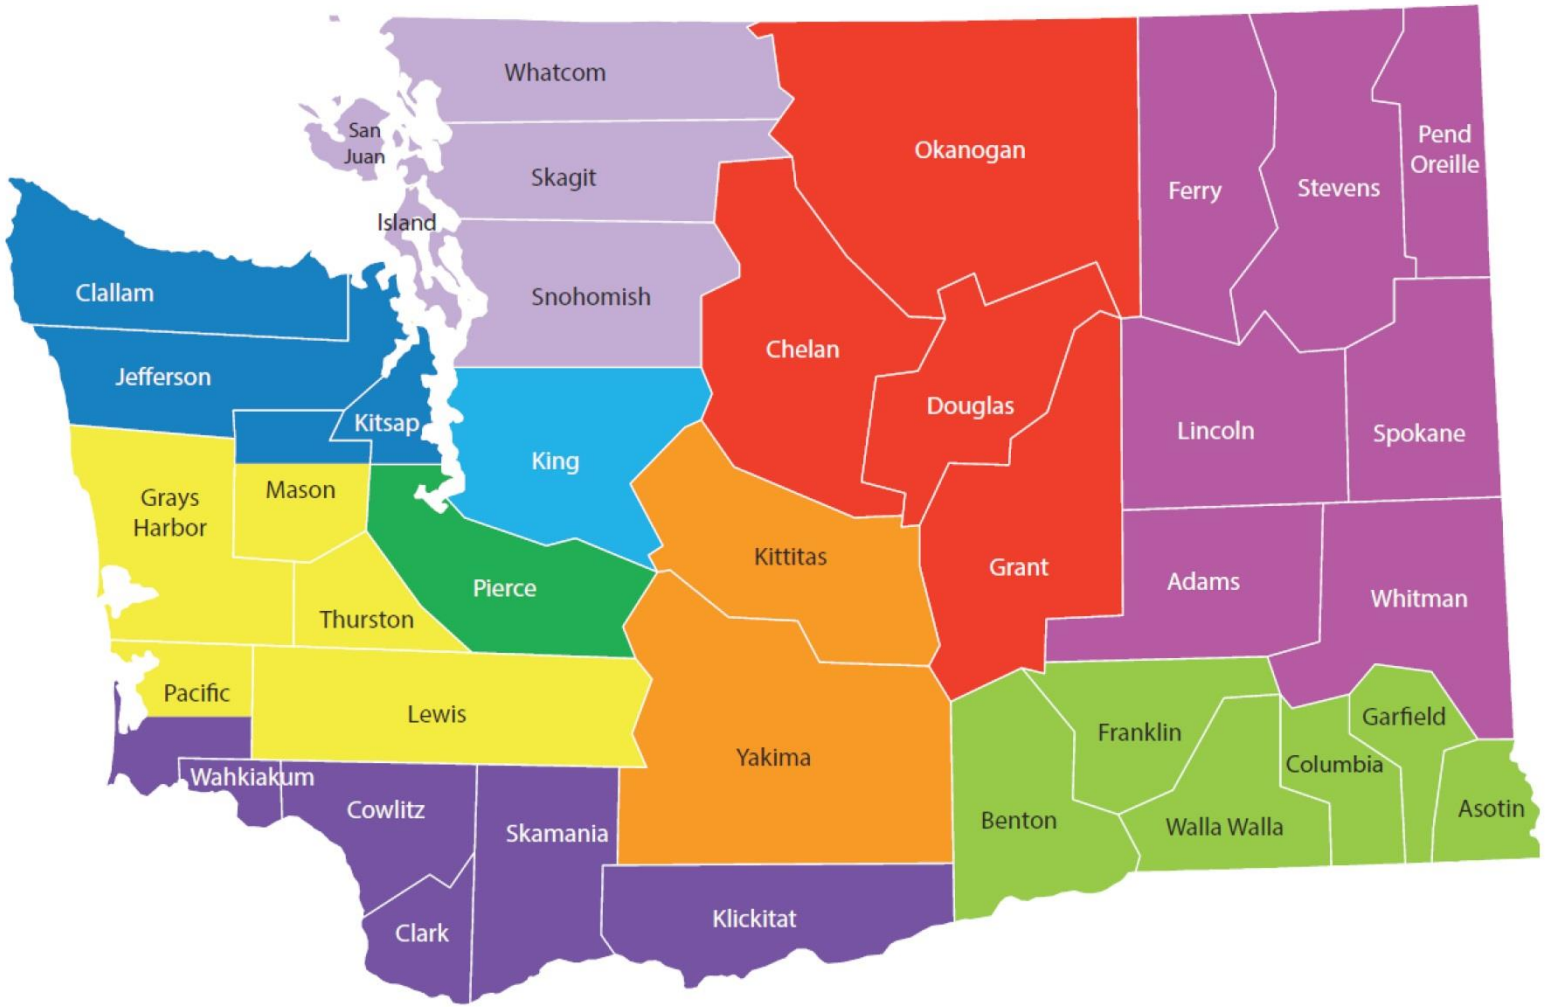 Whatcom
San
Juan
Skagit
Island
Snohomish
Okanogan
Ferry
Stevens
Pend
Oreille
Clallam
Jefferson
Kitsap
Chelan
Douglas
Lincoln
Spokane
King
Grays
Harbor
Mason
Kittitas
Grant
Adams
Whitman
Pierce
Thurston
Pacific
Lewis
Yakima
Franklin
Garfield
Columbia
Wahkiakum
Cowlitz
Skamania
Benton
Walla Walla
Asotin
Clark
Klickitat